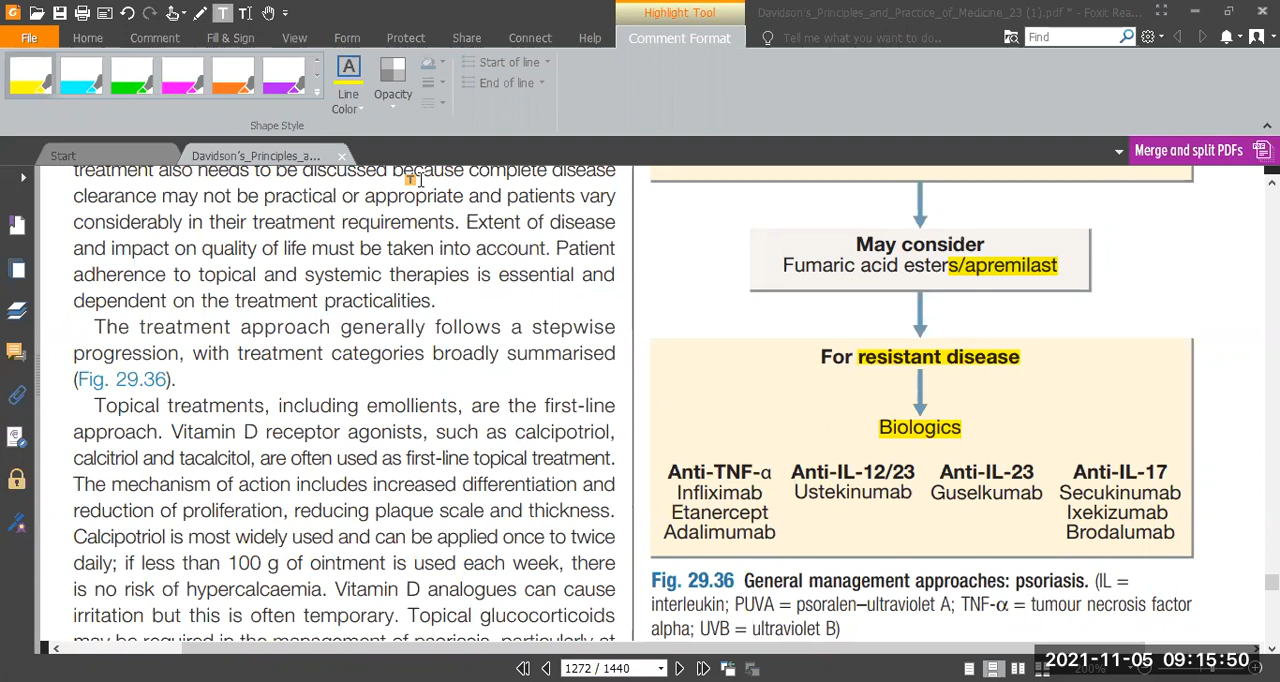 Highlight Tool
Davidson's_Principles_and_Practice_of_Medicine_23 (1).pdf * - Foxit Rea...
File
Home
Comment
Fill & Sign
View
Form
Protect
Share
Connect
Help
Comment Format
Tell me what you want to do..
Find
Line
Color
Opacity
Start of line
End of line
Shape Style
Start
Davidson's_Principles_a...
Merge and split PDFs
treatment also needs to be discussed because complete disease
clearance may not be practical or appropriate and patients vary
considerably in their treatment requirements. Extent of disease
and impact on quality of life must be taken into account. Patient
adherence to topical and systemic therapies is essential and
dependent on the treatment practicalities.
The treatment approach generally follows a stepwise
progression, with treatment categories broadly summarised
(Fig. 29.36).
Topical treatments, including emollients, are the first-line
approach. Vitamin D receptor agonists, such as calcipotriol,
calcitriol and tacalcitol, are often used as first-line topical treatment.
The mechanism of action includes increased differentiation and
reduction of proliferation, reducing plaque scale and thickness.
Calcipotriol is most widely used and can be applied once to twice
daily; if less than 100 g of ointment is used each week, there
is no risk of hypercalcaemia. Vitamin D analogues can cause
irritation but this is often temporary. Topical glucocorticoids
may be required in the management of psoriasis, particularly at
May consider
Fumaric acid esters/apremilast
For resistant disease
Biologics
Anti-TNF-α
Infliximab
Etanercept
Adalimumab
Anti-IL-12/23
Ustekinumab
Anti-IL-23
Guselkumab
Anti-IL-17
Secukinumab
Ixekizumab
Brodalumab
Fig. 29.36 General management approaches: psoriasis. (IL =
interleukin; PUVA = psoralen–ultraviolet A; TNF-α = tumour necrosis factor
alpha; UVB = ultraviolet B)
1272 / 1440
200%
2021-11-05 09:15:50